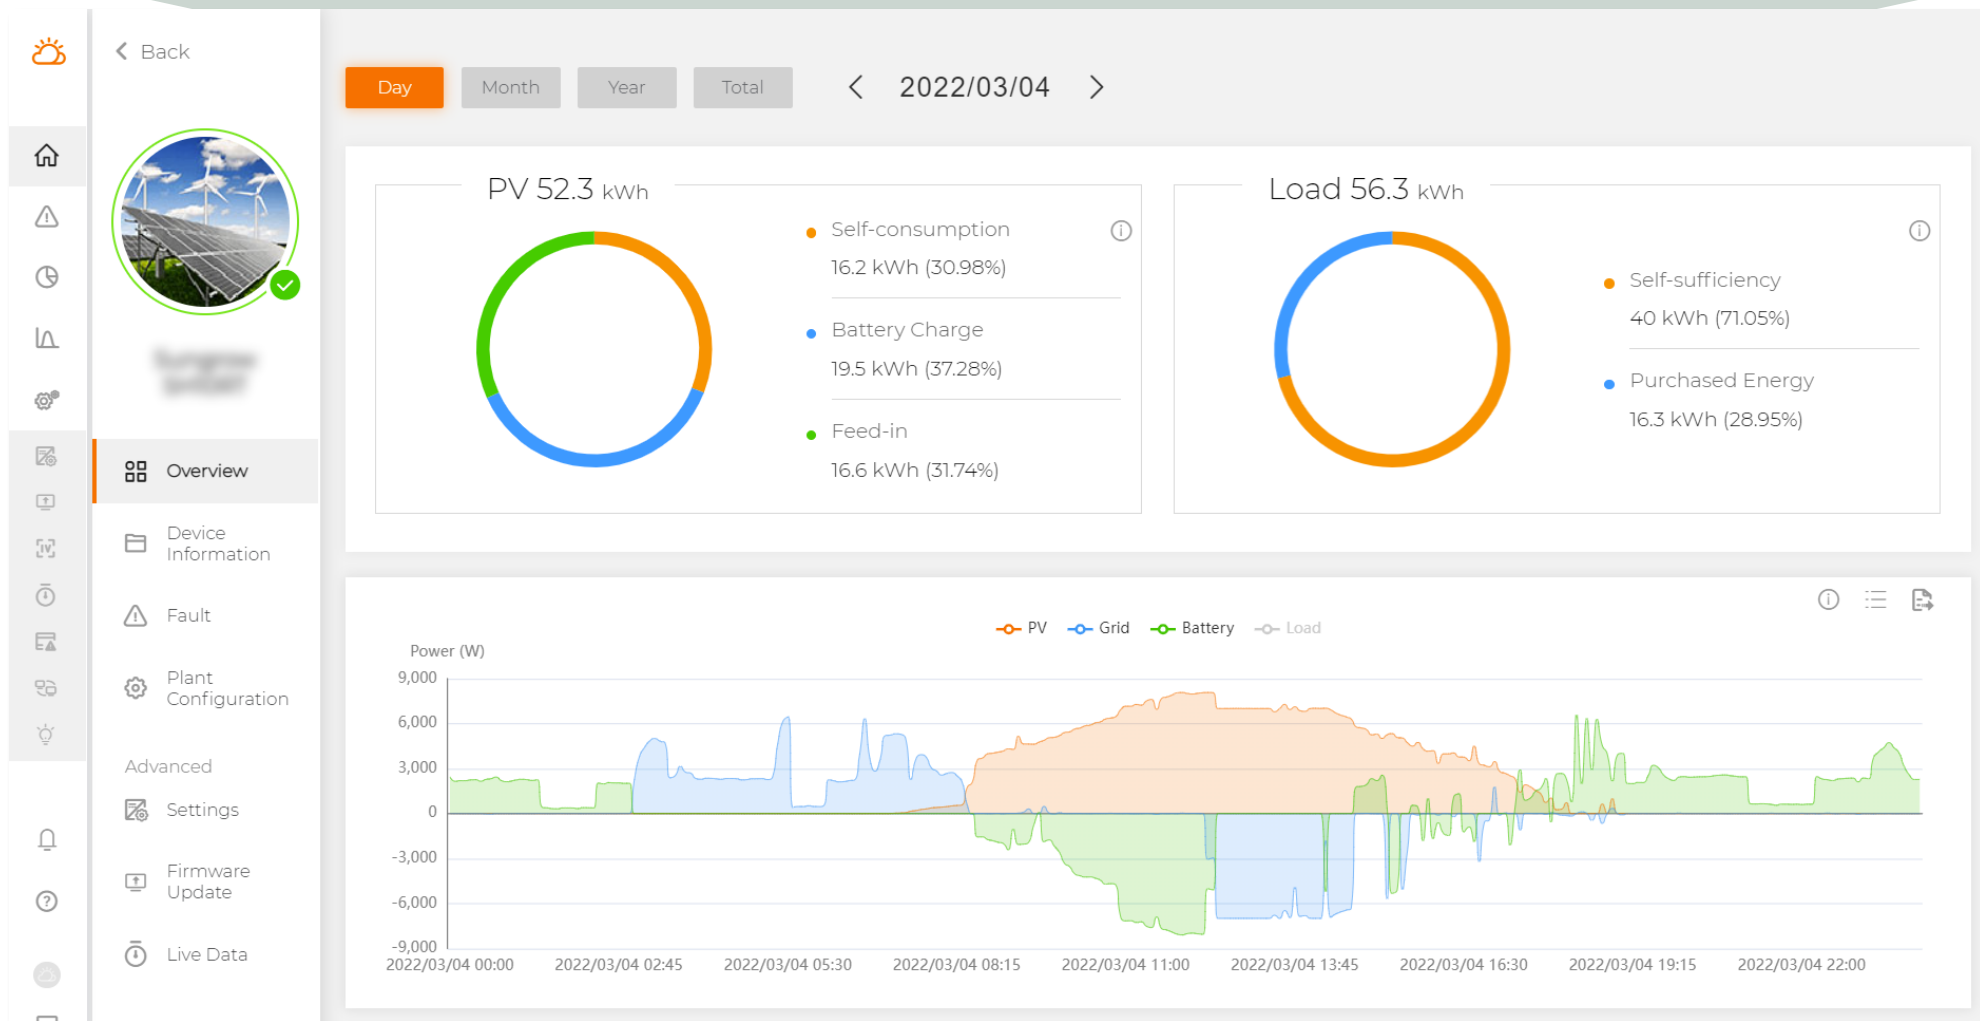 Back
Day
Month
Year
Total
2022/03/04
PV 52.3 kWh
Self-consumption
16.2 kWh (30.98%)
Battery Charge
19.5 kWh (37.28%)
Feed-in
16.6 kWh (31.74%)
Load 56.3 kWh
Self-sufficiency
40 kWh (71.05%)
Purchased Energy
16.3 kWh (28.95%)
Overview
Device
Information
Fault
Plant
Configuration
Advanced
Settings
Firmware
Update
Live Data
IV
PV
Grid
Battery
Load
Power (W)
9,000
6,000
3,000
0
-3,000
-6,000
-9,000
2022/03/04 00:00
2022/03/04 02:45
2022/03/04 05:30
2022/03/04 08:15
2022/03/04 11:00
2022/03/04 13:45
2022/03/04 16:30
2022/03/04 19:15
2022/03/04 22:00